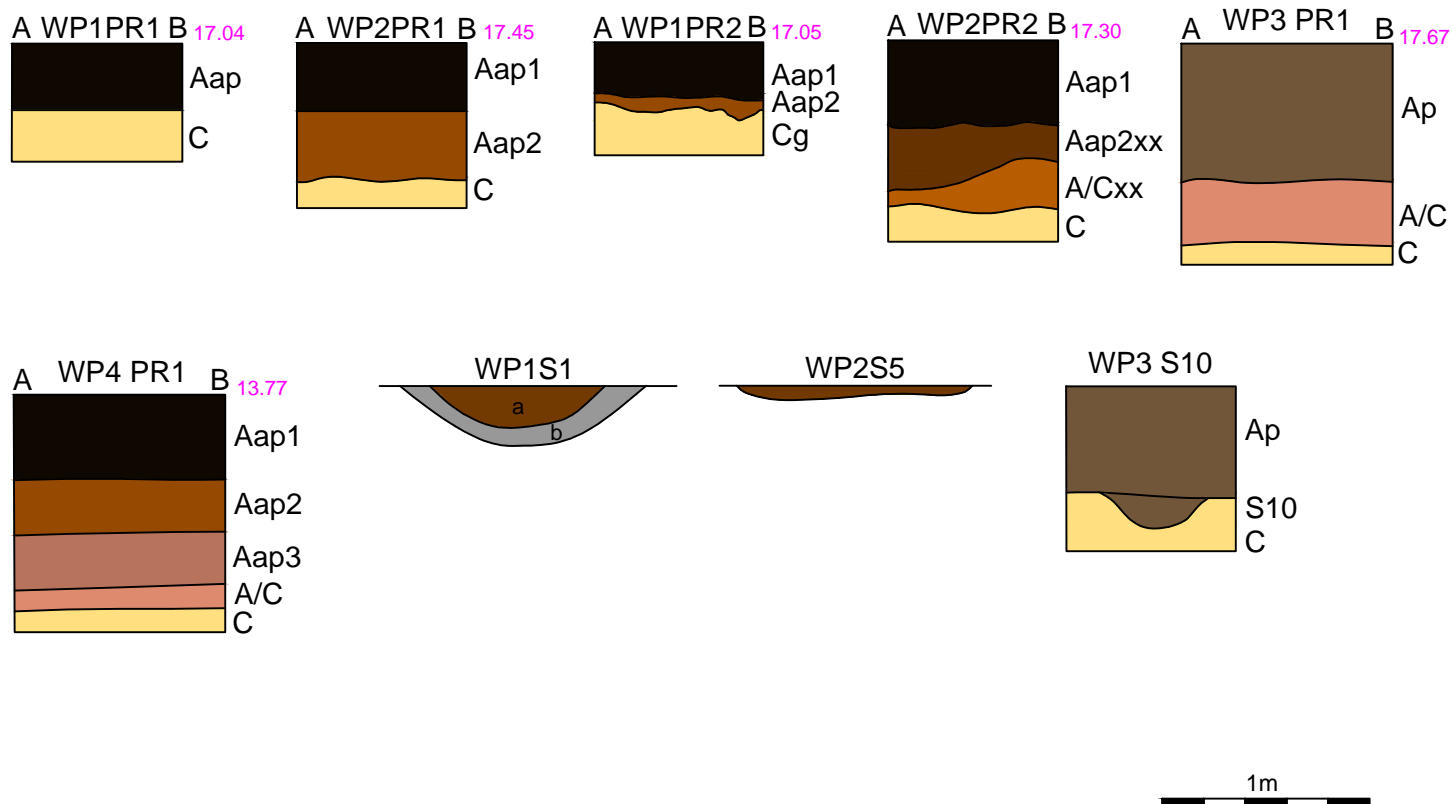 A WP1PR1 B 17.04
Aap
C
A WP2PR1 B 17.45
Aap1
Aap2
C
A WP1PR2 B 17.05
Aap1
Aap2
Cg
A WP2PR2 B 17.30
Aap1
Aap2xx
A/Cxx
C
A WP3 PR1 B 17.67
Ap
A/C
C
A WP4 PR1 B 13.77
Aap1
Aap2
Aap3
A/C
C
WP1S1
a
b
WP2S5
WP3 S10
Ap
S10
C
1m